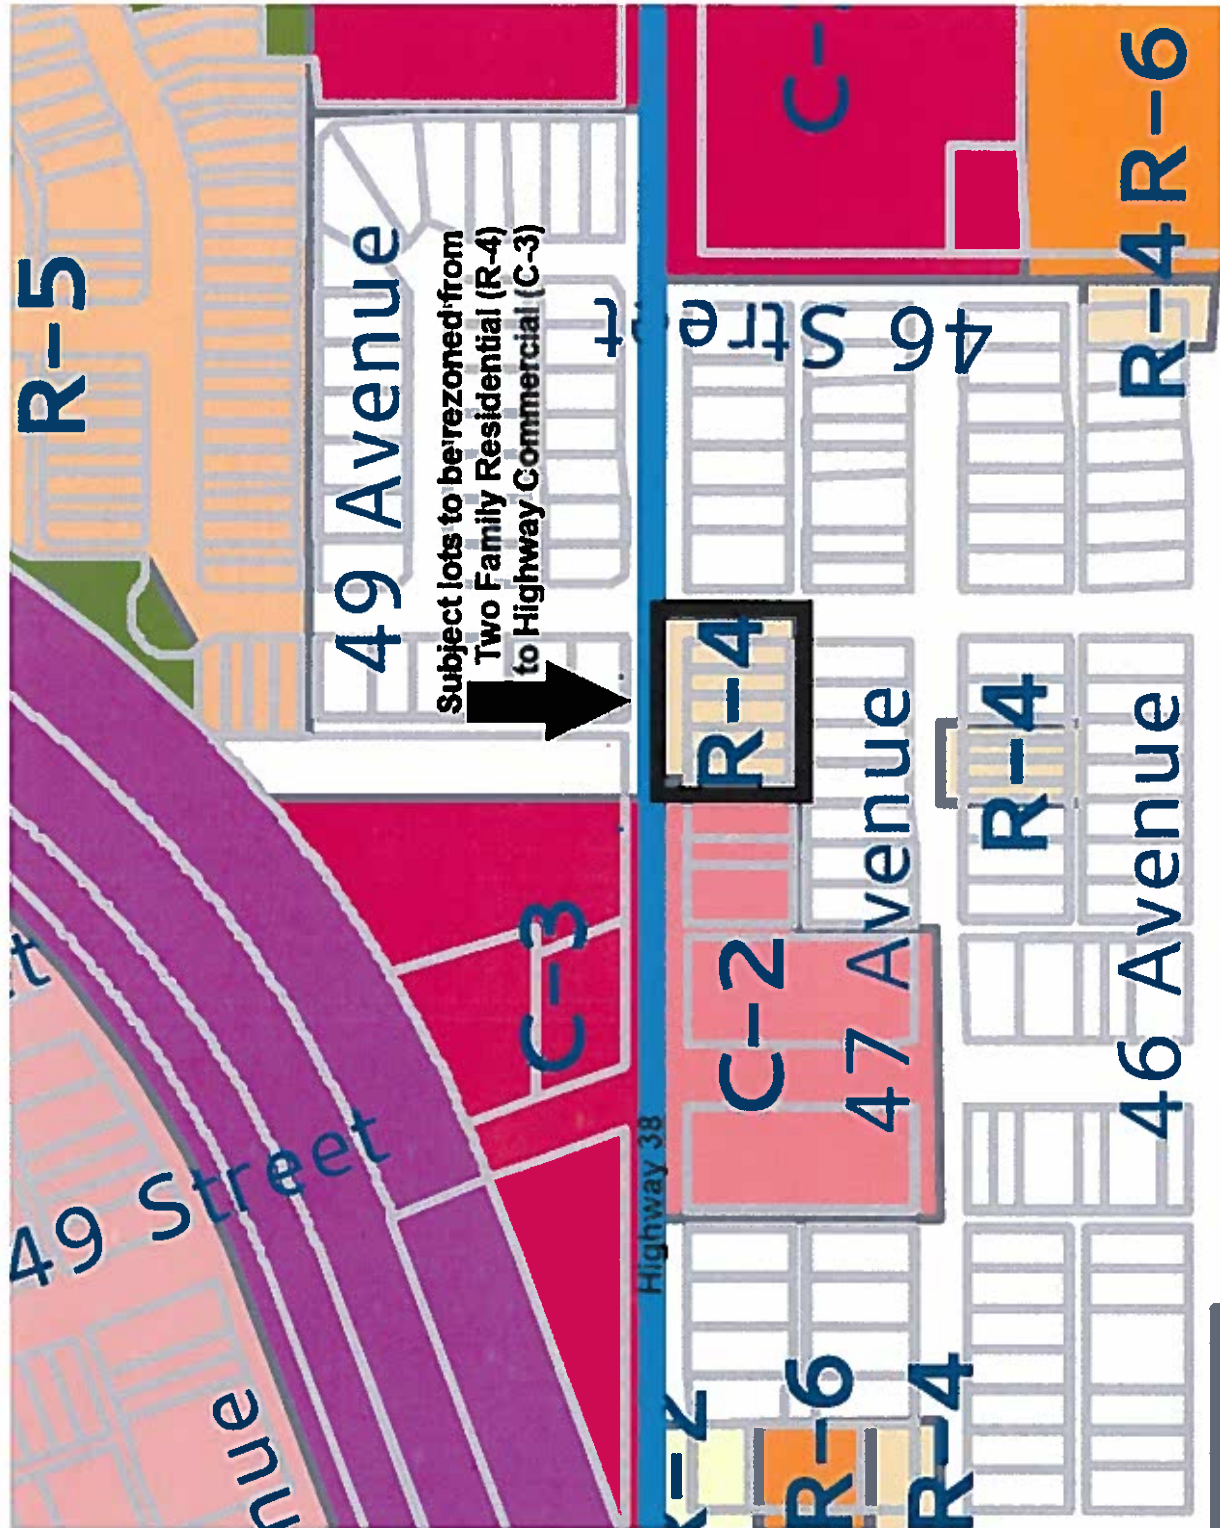 R-5
49 Avenue
Subject lots to be rezoned from
Two Family Residential (R-4)
to Highway Commercial (C-3)
46 Street
R-6
R-4
R-4
R-4
47 Avenue
46 Avenue
C-3
C-2
Highway 38
49 Street
R-6
R-4